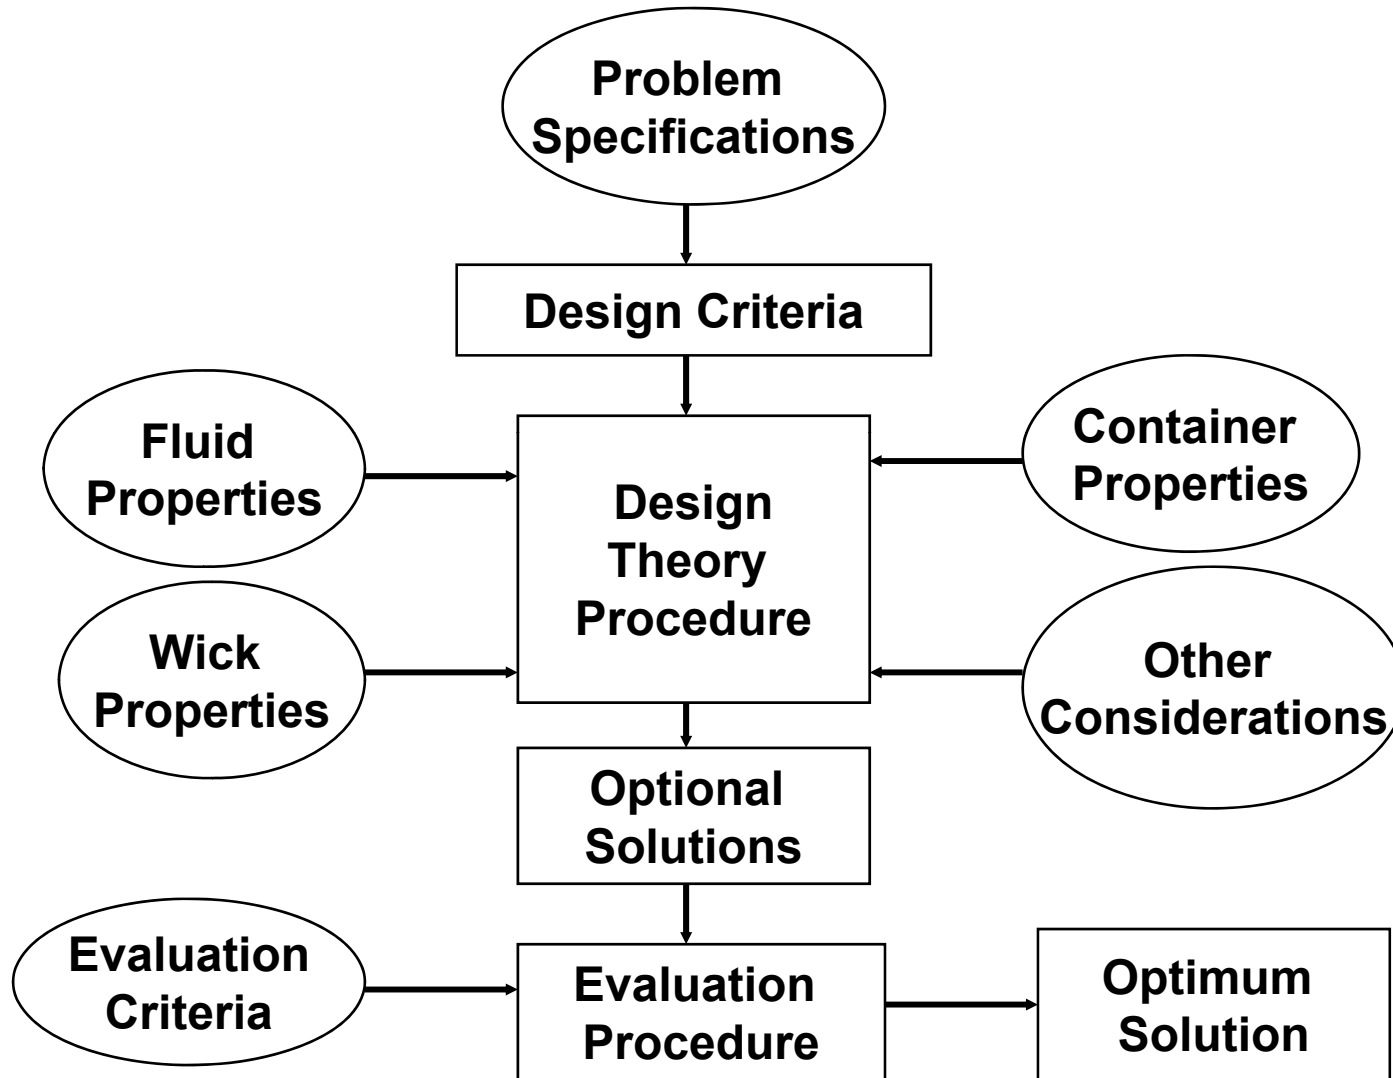 Problem
Specifications
Design Criteria
Fluid
Properties
Container
Properties
Design
Theory
Procedure
Wick
Properties
Other
Considerations
Optional
Solutions
Evaluation
Criteria
Evaluation
Procedure
Optimum
Solution